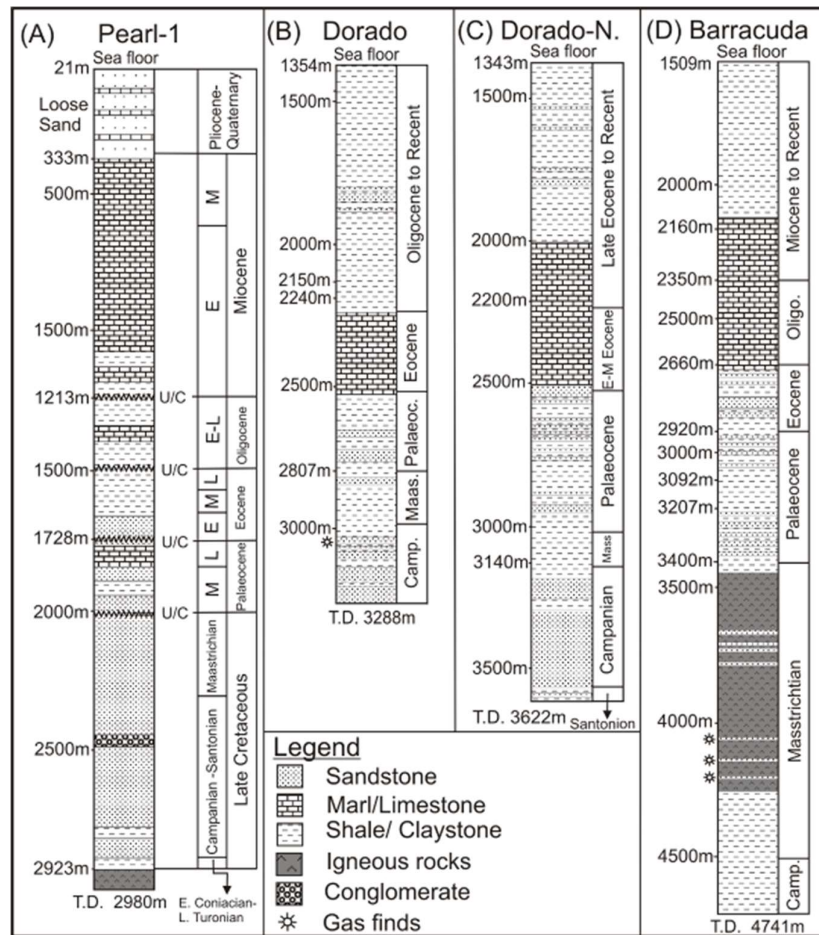 (A) Pearl-1
Sea floor
21m
Loose
Sand
333m
500m
1500m
1213m
1500m
1728m
2000m
2500m
2923m
T.D. 2980m
U/C
U/C
U/C
U/C
Pliocene-
Quaternary
M
E
Miocene
E-L
Oligocene
L
M
E
Eocene
L
M
Palaeocene
Maastrichian
Campanian -Santonian
Late Cretaceous
E. Coniacian-
L. Turonian
(B) Dorado
Sea floor
1354m
1500m
2000m
2150m
2240m
2500m
2807m
3000m
T.D. 3288m
Oligocene to Recent
Eocene
Palaeoc.
Maas.
Camp.
(C) Dorado-N.
Sea floor
1343m
1500m
2000m
2200m
2500m
3000m
3140m
3500m
T.D. 3622m
Late Eocene to Recent
E-M Eocene
Palaeocene
Mass
Campanian
Santonion
(D) Barracuda
Sea floor
1509m
2000m
2160m
2350m
2500m
2660m
2920m
3000m
3092m
3207m
3400m
3500m
4000m
4500m
T.D. 4741m
Miocene to Recent
Oligo.
Eocene
Palaeocene
Masstrichtian
Camp.
Legend
Sandstone
Marl/Limestone
Shale/ Claystone
Igneous rocks
Conglomerate
Gas finds